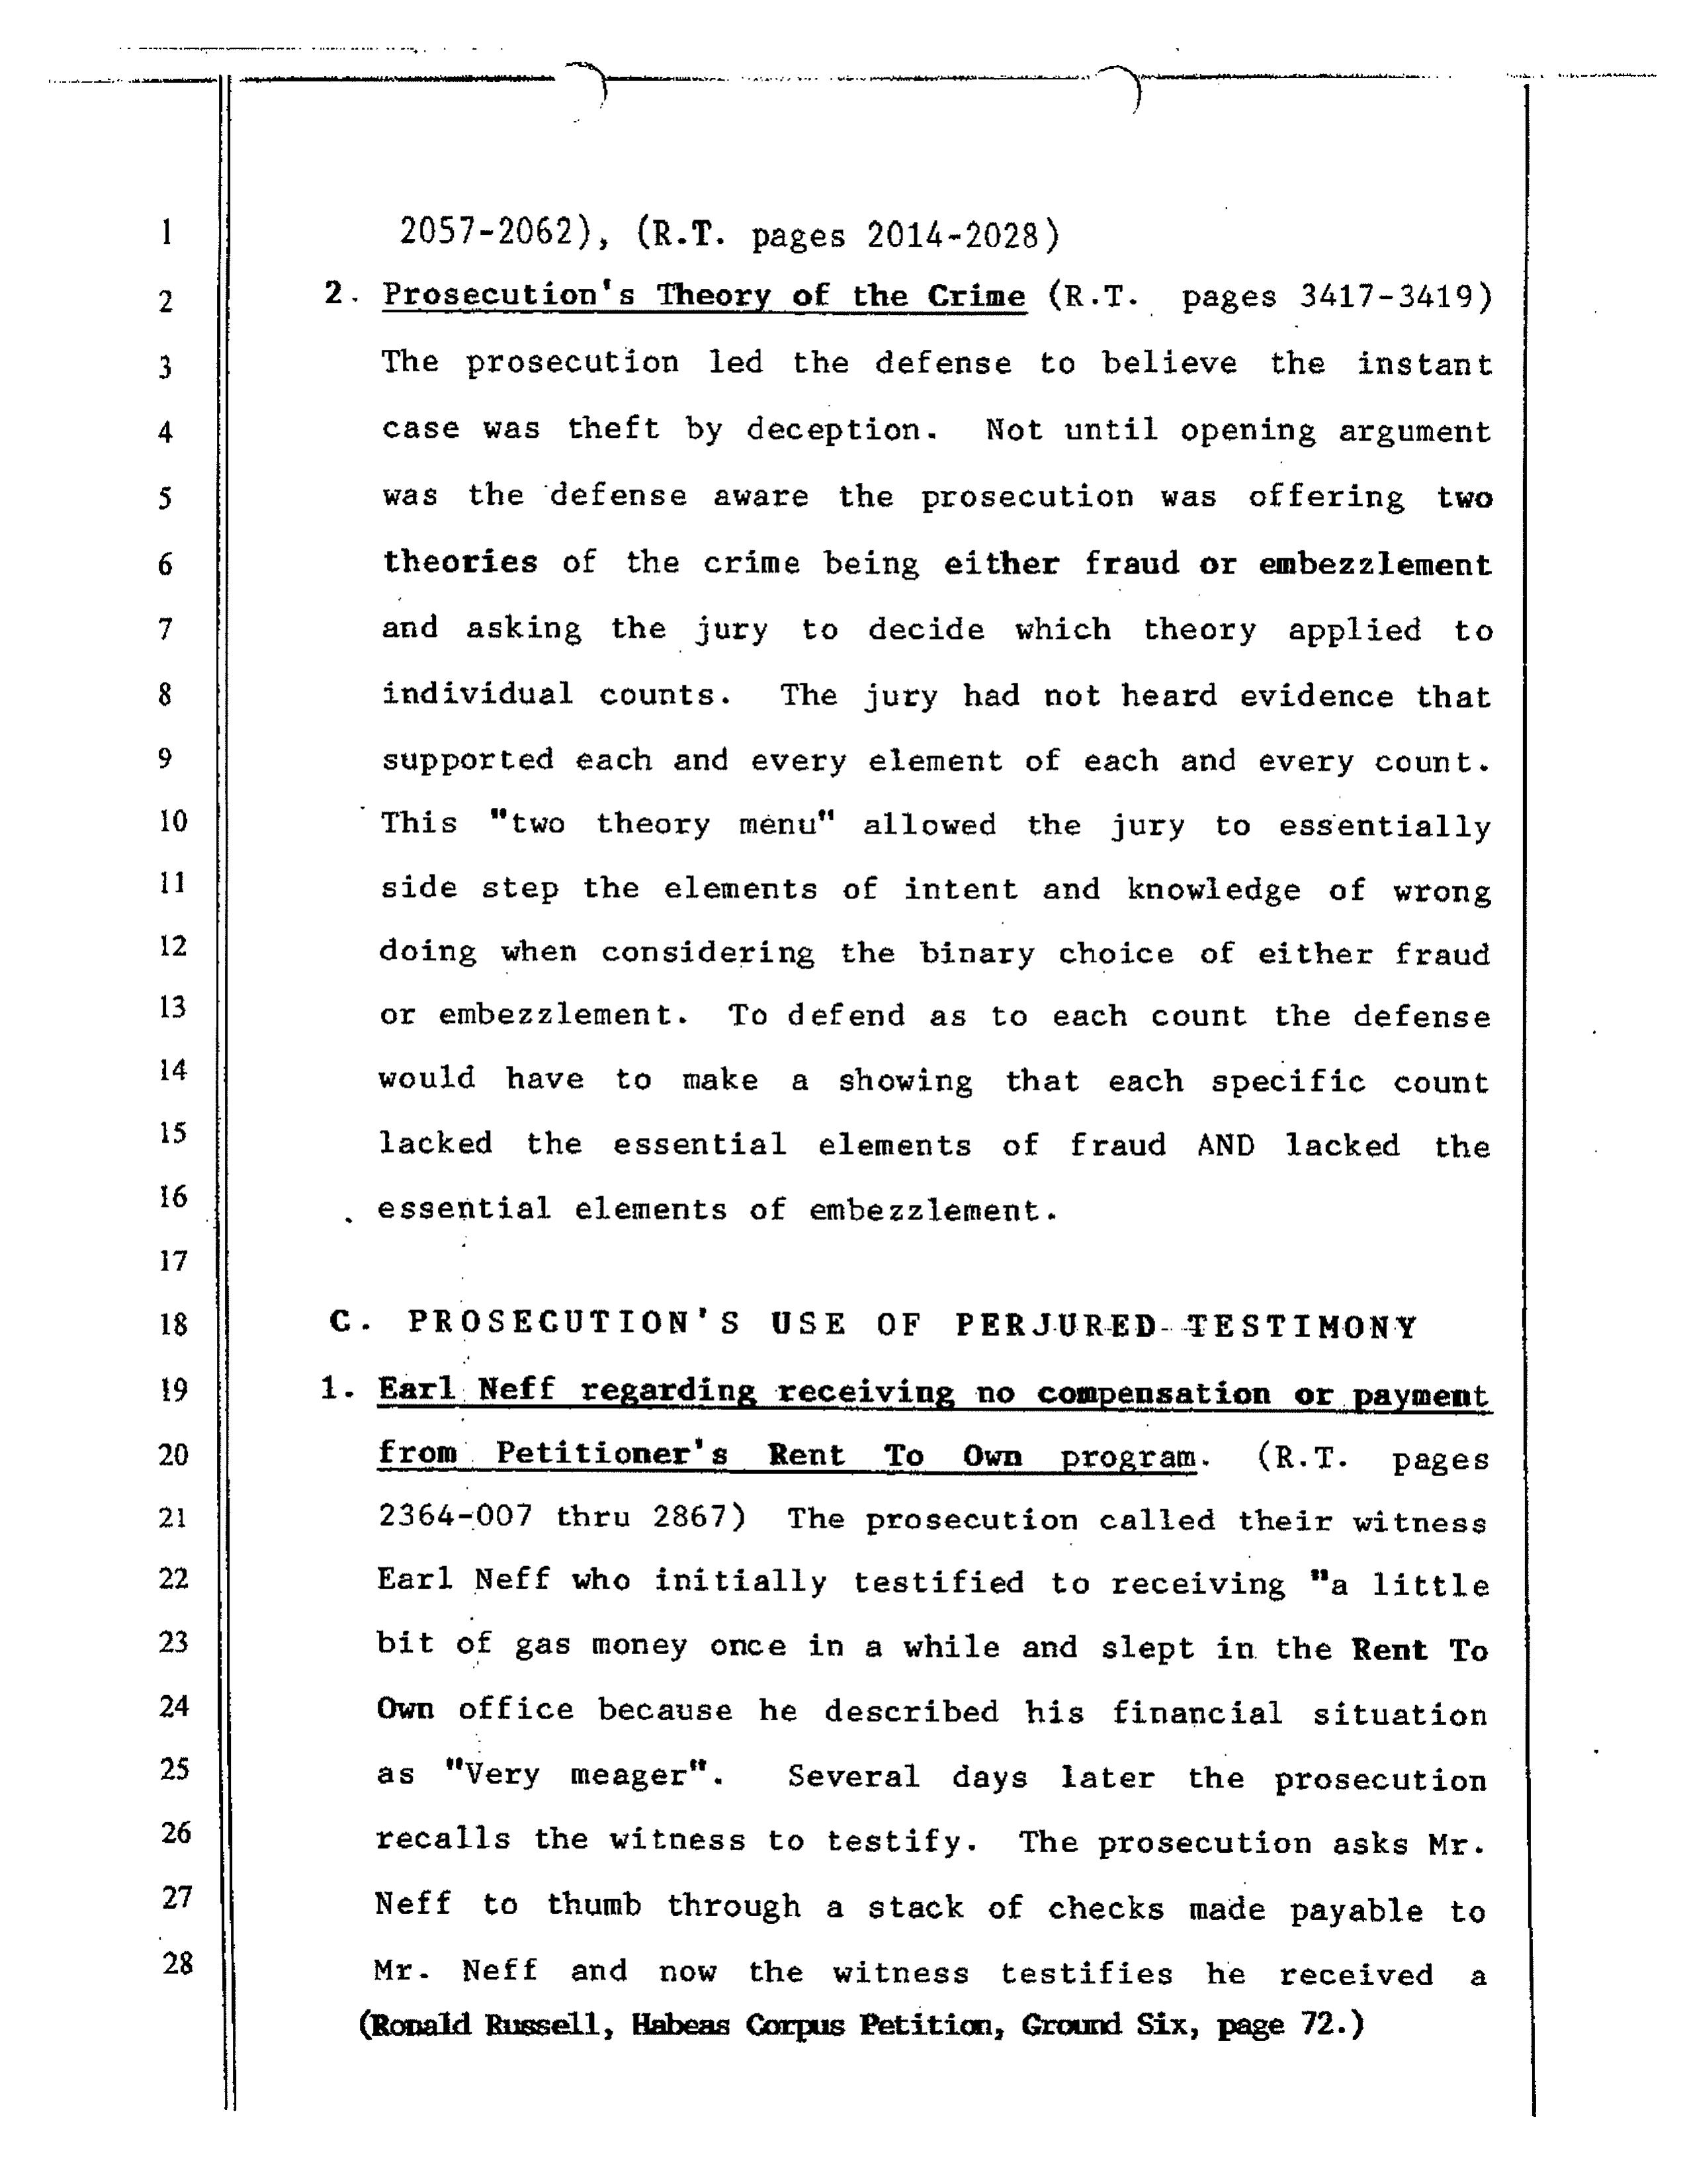 1 2057-2062), (R.T. pages 2014-2028)
2 2. Prosecution's Theory of the Crime (R.T. pages 3417-3419)
3 The prosecution led the defense to believe the instant
4 case was theft by deception. Not until opening argument
5 was the defense aware the prosecution was offering two
6 theories of the crime being either fraud or embezzlement
7 and asking the jury to decide which theory applied to
8 individual counts. The jury had not heard evidence that
9 supported each and every element of each and every count.
10 This "two theory menu" allowed the jury to essentially
11 side step the elements of intent and knowledge of wrong
12 doing when considering the binary choice of either fraud
13 or embezzlement. To defend as to each count the defense
14 would have to make a showing that each specific count
15 lacked the essential elements of fraud AND lacked the
16 essential elements of embezzlement.
17
18 C. PROSECUTION'S USE OF PERJURED TESTIMONY
19 1. Earl Neff regarding receiving no compensation or payment
20 from Petitioner's Rent To Own program. (R.T. pages
21 2364-007 thru 2867) The prosecution called their witness
22 Earl Neff who initially testified to receiving "a little
23 bit of gas money once in a while and slept in the Rent To
24 Own office because he described his financial situation
25 as "Very meager". Several days later the prosecution
26 recalls the witness to testify. The prosecution asks Mr.
27 Neff to thumb through a stack of checks made payable to
28 Mr. Neff and now the witness testifies he received a
(Ronald Russell, Habeas Corpus Petition, Ground Six, page 72.)